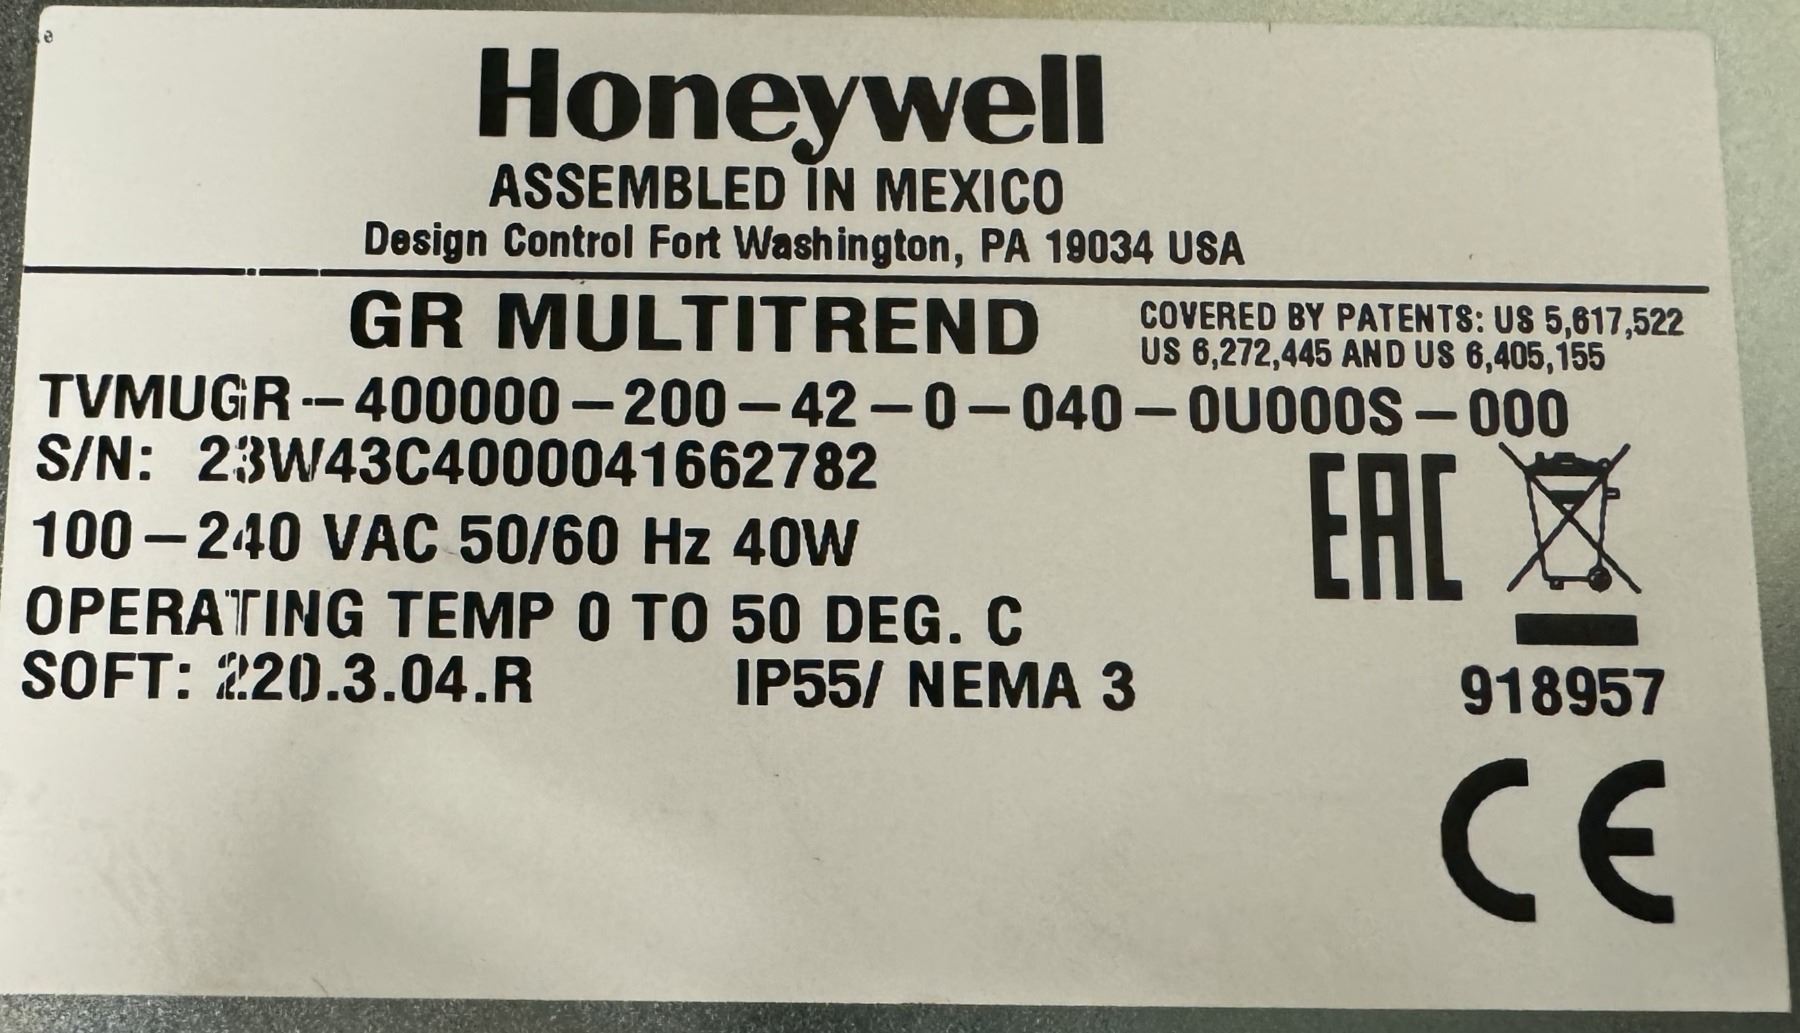 Honeywell
ASSEMBLED IN MEXICO
Design Control Fort Washington, PA 19034 USA
GR MULTITREND
COVERED BY PATENTS: US 5,617,522
US 6,272,445 AND US 6,405,155
TVMUGR--400000-200-42-0-040-0U000S-000
S/N: 23W43C4000041662782
100-240 VAC 50/60 Hz 40W
OPERATING TEMP 0 TO 50 DEG. C
SOFT: 220.3.04.R IP55/ NEMA 3
EAC
918957
CE